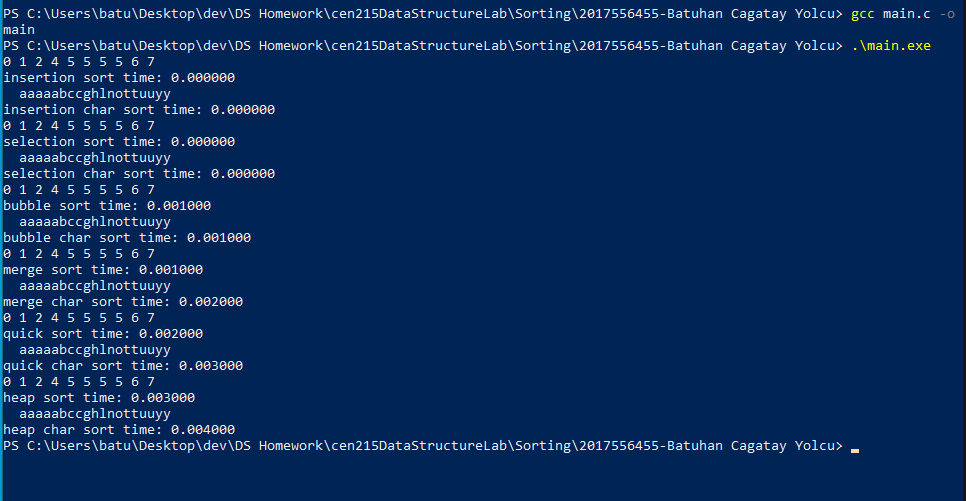 PS C:\Users\batu\Desktop\dev\DS Homework\cen215DataStructureLab\Sorting\2017556455-Batuhan Cagatay Yolcu> gcc main.c -o
main
PS C:\Users\batu\Desktop\dev\DS Homework\cen215DataStructureLab\Sorting\2017556455-Batuhan Cagatay Yolcu> .\main.exe
0 1 2 4 5 5 5 5 6 7
insertion sort time: 0.000000
  aaaaabccghlnottuuyy
insertion char sort time: 0.000000
0 1 2 4 5 5 5 5 6 7
selection sort time: 0.000000
  aaaaabccghlnottuuyy
selection char sort time: 0.000000
0 1 2 4 5 5 5 5 6 7
bubble sort time: 0.001000
  aaaaabccghlnottuuyy
bubble char sort time: 0.001000
0 1 2 4 5 5 5 5 6 7
merge sort time: 0.001000
  aaaaabccghlnottuuyy
merge char sort time: 0.002000
0 1 2 4 5 5 5 5 6 7
quick sort time: 0.002000
  aaaaabccghlnottuuyy
quick char sort time: 0.003000
0 1 2 4 5 5 5 5 6 7
heap sort time: 0.003000
  aaaaabccghlnottuuyy
heap char sort time: 0.004000
PS C:\Users\batu\Desktop\dev\DS Homework\cen215DataStructureLab\Sorting\2017556455-Batuhan Cagatay Yolcu>